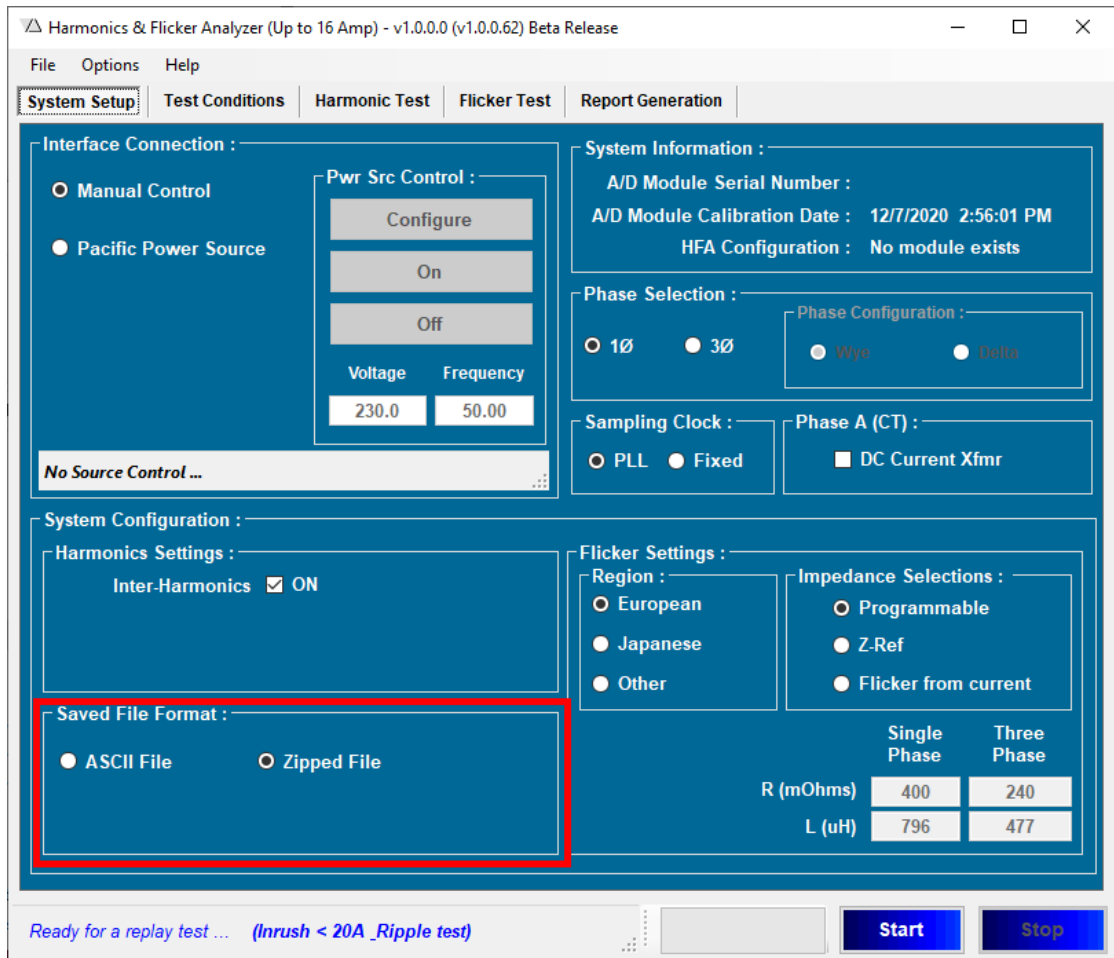 Harmonics & Flicker Analyzer (Up to 16 Amp) - v1.0.0.0 (v1.0.0.62) Beta Release
File Options Help
System Setup Test Conditions Harmonic Test Flicker Test Report Generation
Interface Connection :
Manual Control
Pacific Power Source
Pwr Src Control :
Configure
On
Off
Voltage Frequency
230.0 50.00
No Source Control ...
System Information :
A/D Module Serial Number :
A/D Module Calibration Date : 12/7/2020 2:56:01 PM
HFA Configuration : No module exists
Phase Selection :
1Ø 3Ø
Phase Configuration :
Wye Delta
Sampling Clock :
PLL Fixed
Phase A (CT) :
DC Current Xfmr
System Configuration :
Harmonics Settings :
Inter-Harmonics ON
Saved File Format :
ASCII File Zipped File
Flicker Settings :
Region :
European
Japanese
Other
Impedance Selections :
Programmable
Z-Ref
Flicker from current
Single Phase Three Phase
R (mOhms) 400 240
L (uH) 796 477
Ready for a replay test ... (Inrush < 20A _Ripple test)
Start Stop